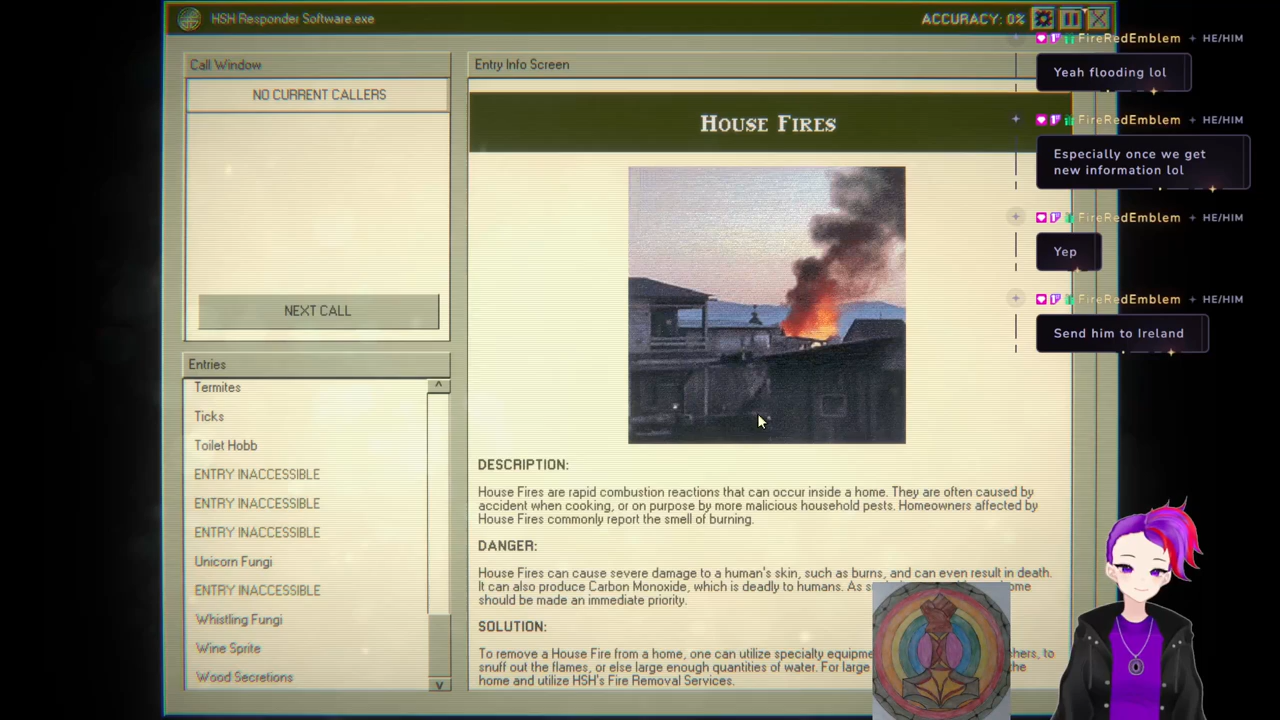 HSH Responder Software.exe
ACCURACY: 0%
Call Window
NO CURRENT CALLERS
NEXT CALL
Entries
Termites
Ticks
Toilet Hobb
ENTRY INACCESSIBLE
ENTRY INACCESSIBLE
ENTRY INACCESSIBLE
Unicorn Fungi
ENTRY INACCESSIBLE
Whistling Fungi
Wine Sprite
Wood Secretions
Entry Info Screen
House Fires
DESCRIPTION:
House Fires are rapid combustion reactions that can occur inside a home. They are often caused by
accident when cooking, or on purpose by more malicious household pests. Homeowners affected by
House Fires commonly report the smell of burning.
DANGER:
House Fires can cause severe damage to a human's skin, such as burns, and can even result in death.
It can also produce Carbon Monoxide, which is deadly to humans. As
should be made an immediate priority.
SOLUTION:
To remove a House Fire from a home, one can utilize specialty to
snuff out the flames, or else large enough quantities of water. For large the
home and utilize HSH's Fire Removal Services.
FireRedEmblem HE/HIM
Yeah flooding lol
FireRedEmblem HE/HIM
Especially once we get
new information lol
FireRedEmblem HE/HIM
Yep
FireRedEmblem HE/HIM
Send him to Ireland